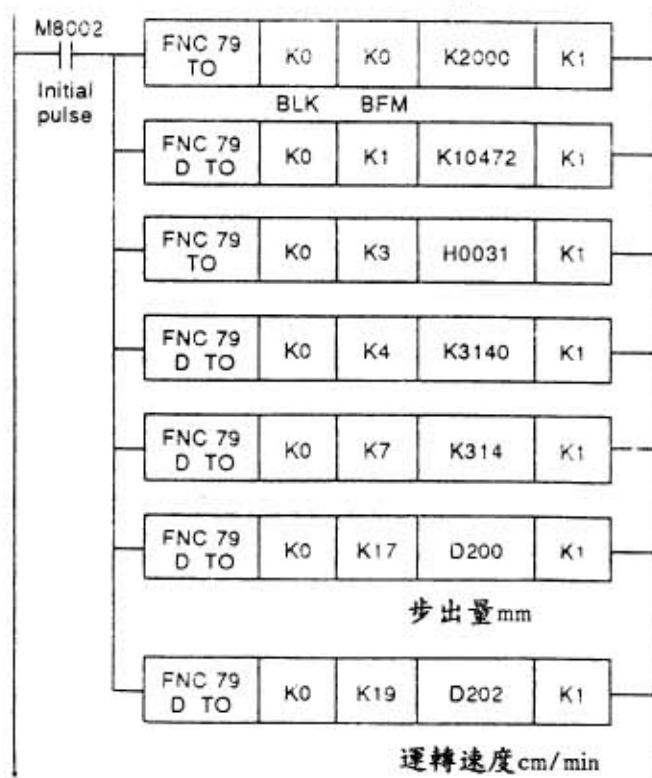 M8002
Initial
pulse
FNC 79
TO K0 K0 K2000 K1
BLK BFM
FNC 79
D TO K0 K1 K10472 K1
FNC 79
TO K0 K3 H0031 K1
FNC 79
D TO K0 K4 K3140 K1
FNC 79
D TO K0 K7 K314 K1
FNC 79
D TO K0 K17 D200 K1
步出量mm
FNC 79
D TO K0 K19 D202 K1
運轉速度cm/min